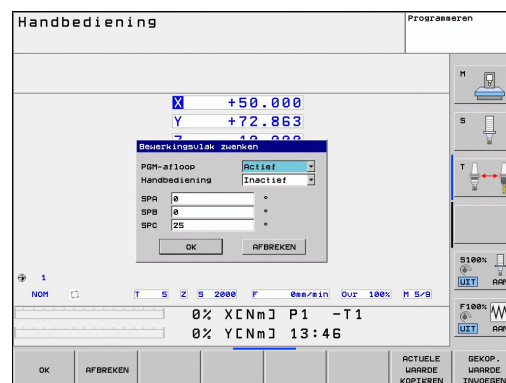 Handbediening
Programmeren
M
X +50.000
S
Y +72.863
Bewerkingsvlak zwenken
PGM-afloop Actief
Handbediening Inactief
T
SPA 0 °
SPB 0 °
SPC 25 °
OK AFBREKEN
S100%
UIT AAN
1
NOM T 5 Z S 2000 F 0mm/min Ovr 100% M 5/9
0% X[Nm] P1 -T1
0% Y[Nm] 13:46
F100%
UIT AAN
OK AFBREKEN ACTUELE WAARDE KOPIEREN GEKOP. WAARDE INVOEGEN